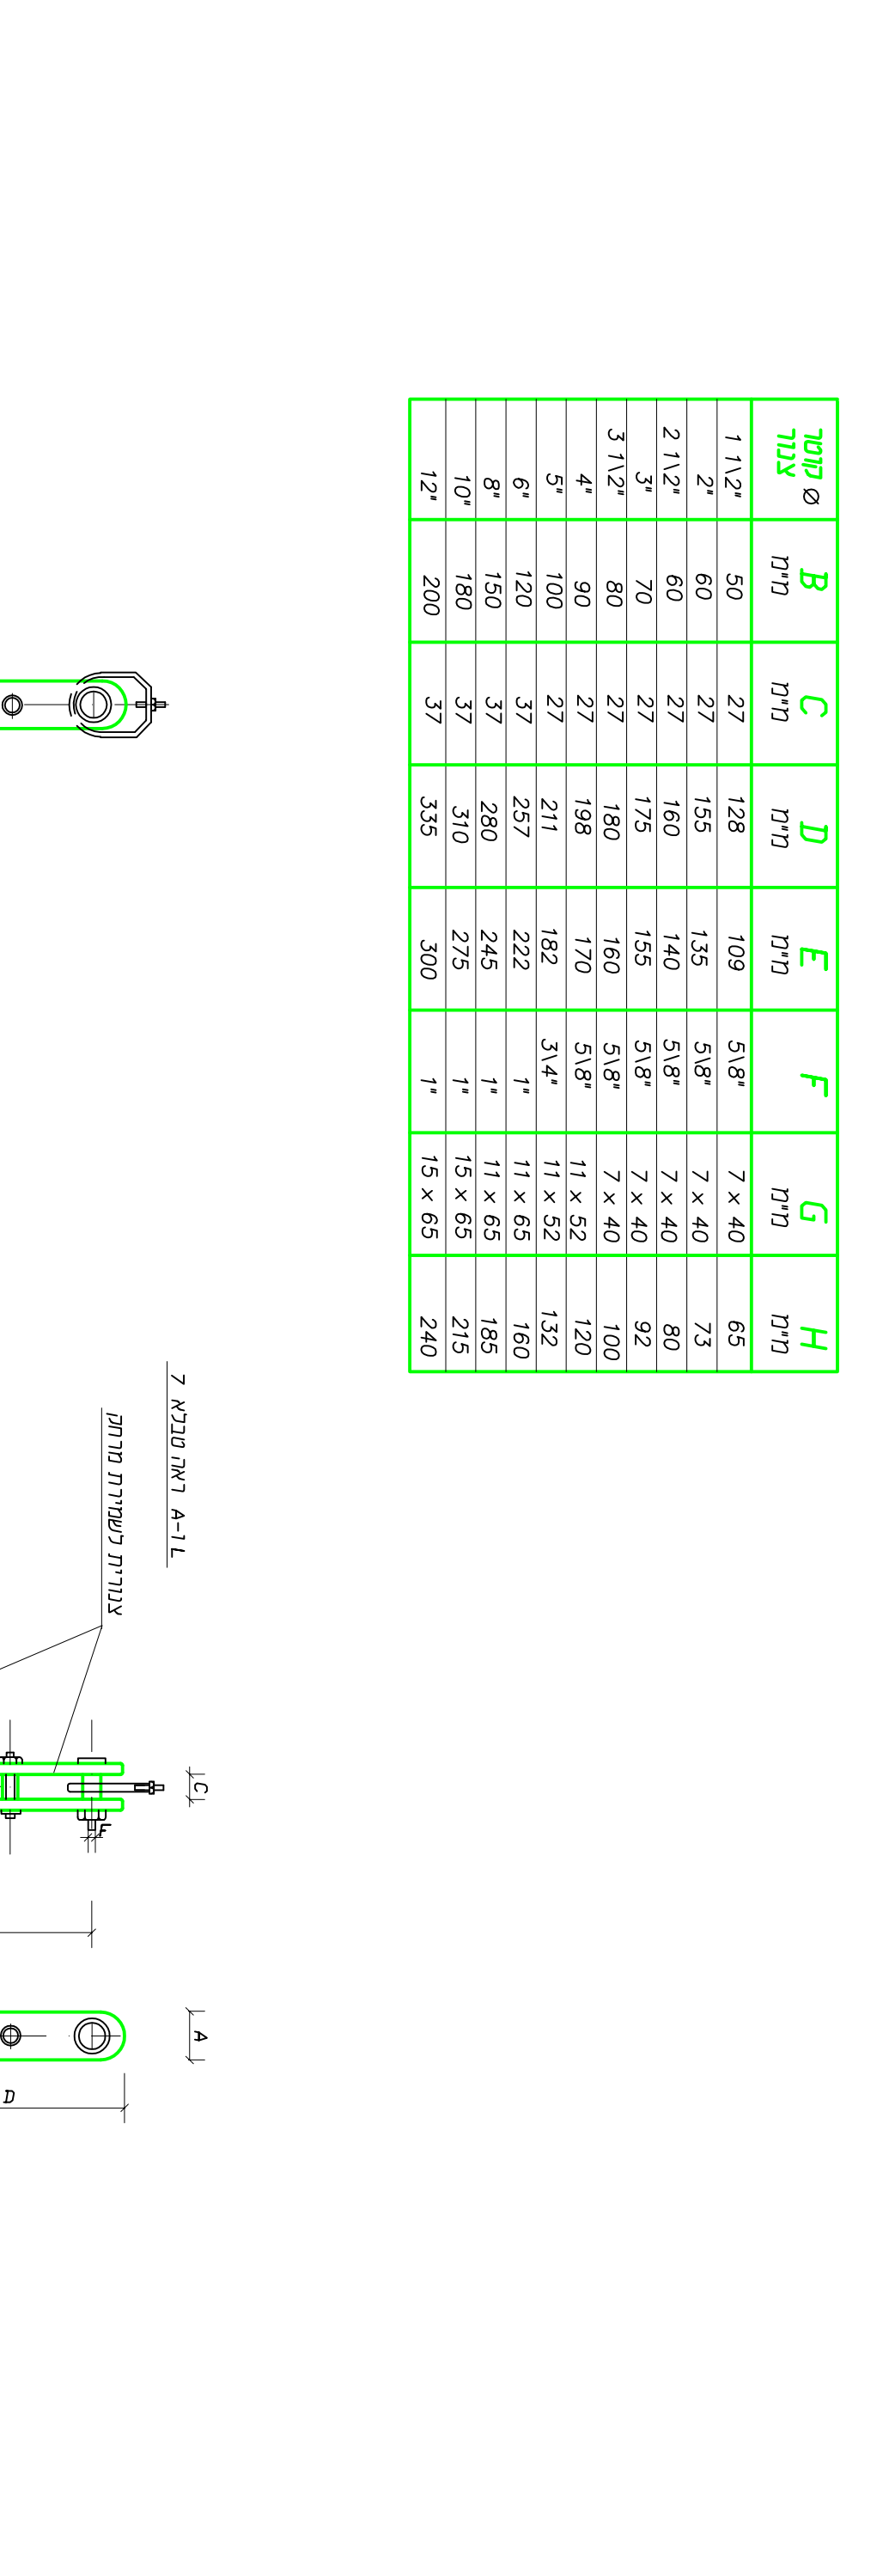 קוטר ∅ B C D E F G H
צנור מ"מ מ"מ מ"מ מ"מ מ"מ מ"מ
1 1\2" 50 27 128 109 5\8" 7 × 40 65
2" 60 27 155 135 5\8" 7 × 40 73
2 1\2" 60 27 160 140 5\8" 7 × 40 80
3" 70 27 175 155 5\8" 7 × 40 92
3 1\2" 80 27 180 160 5\8" 7 × 40 100
4" 90 27 198 170 5\8" 11 × 52 120
5" 100 27 211 182 3\4" 11 × 52 132
6" 120 37 257 222 1" 11 × 65 160
8" 150 37 280 245 1" 11 × 65 185
10" 180 37 310 275 1" 15 × 65 215
12" 200 37 335 300 1" 15 × 65 240
C
A
L ו-A ראה טבלא 7
צנורית לשמירת מרחק
F
D